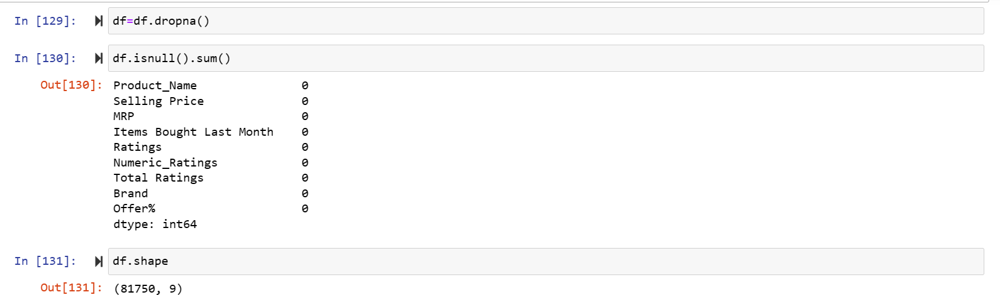 In [129]: df=df.dropna()
In [130]: df.isnull().sum()
Out[130]: Product_Name 0
Selling Price 0
MRP 0
Items Bought Last Month 0
Ratings 0
Numeric_Ratings 0
Total Ratings 0
Brand 0
Offer% 0
dtype: int64
In [131]: df.shape
Out[131]: (81750, 9)